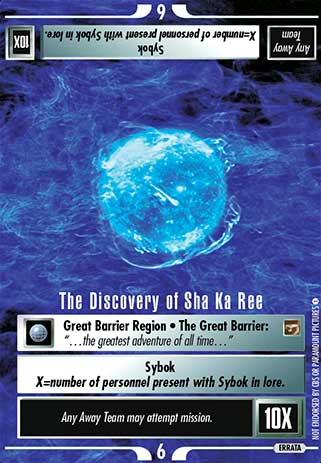 6
10X
Sybok
X=number of personnel present with Sybok in lore.
Any Away
Team
The Discovery of Sha Ka Ree
Great Barrier Region • The Great Barrier:
“…the greatest adventure of all time…”
Sybok
X=number of personnel present with Sybok in lore.
Any Away Team may attempt mission.
10X
NOT ENDORSED BY CBS OR PARAMOUNT PICTURES
6
ERRATA